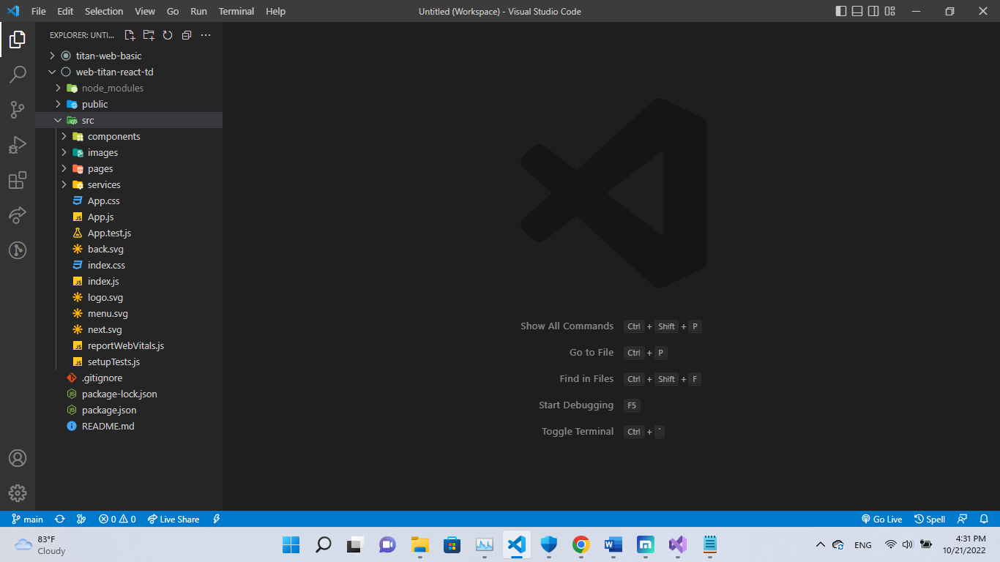 File Edit Selection View Go Run Terminal Help
Untitled (Workspace) - Visual Studio Code
EXPLORER: UNTI...
titan-web-basic
web-titan-react-td
node_modules
public
src
components
images
pages
services
App.css
App.js
App.test.js
back.svg
index.css
index.js
logo.svg
menu.svg
next.svg
reportWebVitals.js
setupTests.js
.gitignore
package-lock.json
package.json
README.md
Show All Commands Ctrl + Shift + P
Go to File Ctrl + P
Find in Files Ctrl + Shift + F
Start Debugging F5
Toggle Terminal Ctrl + `
main 0 0 Live Share Go Live Spell
83°F
Cloudy
ENG
4:31 PM
10/21/2022